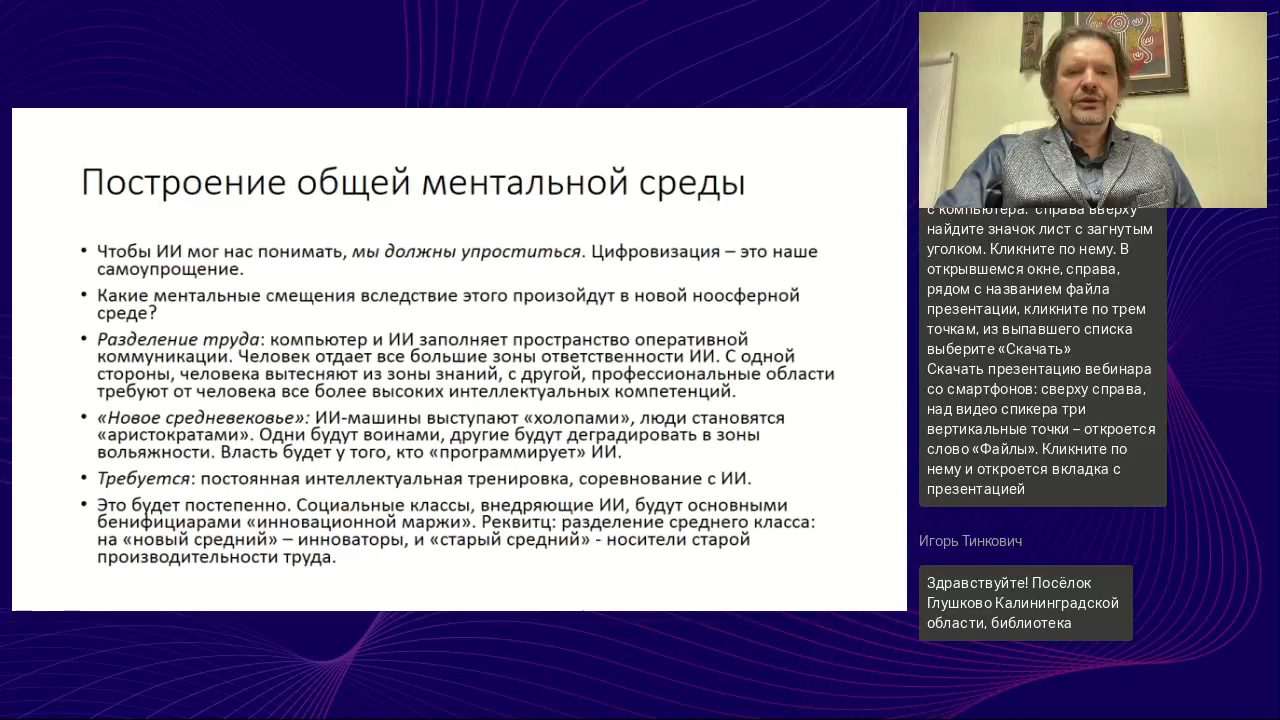 Построение общей ментальной среды
• Чтобы ИИ мог нас понимать, мы должны упроститься. Цифровизация – это наше
самоупрощение.
• Какие ментальные смещения вследствие этого произойдут в новой ноосферной
среде?
• Разделение труда: компьютер и ИИ заполняет пространство оперативной
коммуникации. Человек отдает все большие зоны ответственности ИИ. С одной
стороны, человека вытесняют из зоны знаний, с другой, профессиональные области
требуют от человека все более высоких интеллектуальных компетенций.
• «Новое средневековье»: ИИ-машины выступают «холопами», люди становятся
«аристократами». Одни будут воинами, другие будут деградировать в зоны
вольяжности. Власть будет у того, кто «программирует» ИИ.
• Требуется: постоянная интеллектуальная тренировка, соревнование с ИИ.
• Это будет постепенно. Социальные классы, внедряющие ИИ, будут основными
бенифициарами «инновационной маржи». Реквитц: разделение среднего класса:
на «новый средний» – инноваторы, и «старый средний» - носители старой
производительности труда.
с компьютера: справа вверху
найдите значок лист с загнутым
уголком. Кликните по нему. В
открывшемся окне, справа,
рядом с названием файла
презентации, кликните по трем
точкам, из выпавшего списка
выберите «Скачать»
Скачать презентацию вебинара
со смартфонов: сверху справа,
над видео спикера три
вертикальные точки – откроется
слово «Файлы». Кликните по
нему и откроется вкладка с
презентацией
Игорь Тинкович
Здравствуйте! Посёлок
Глушково Калининградской
области, библиотека